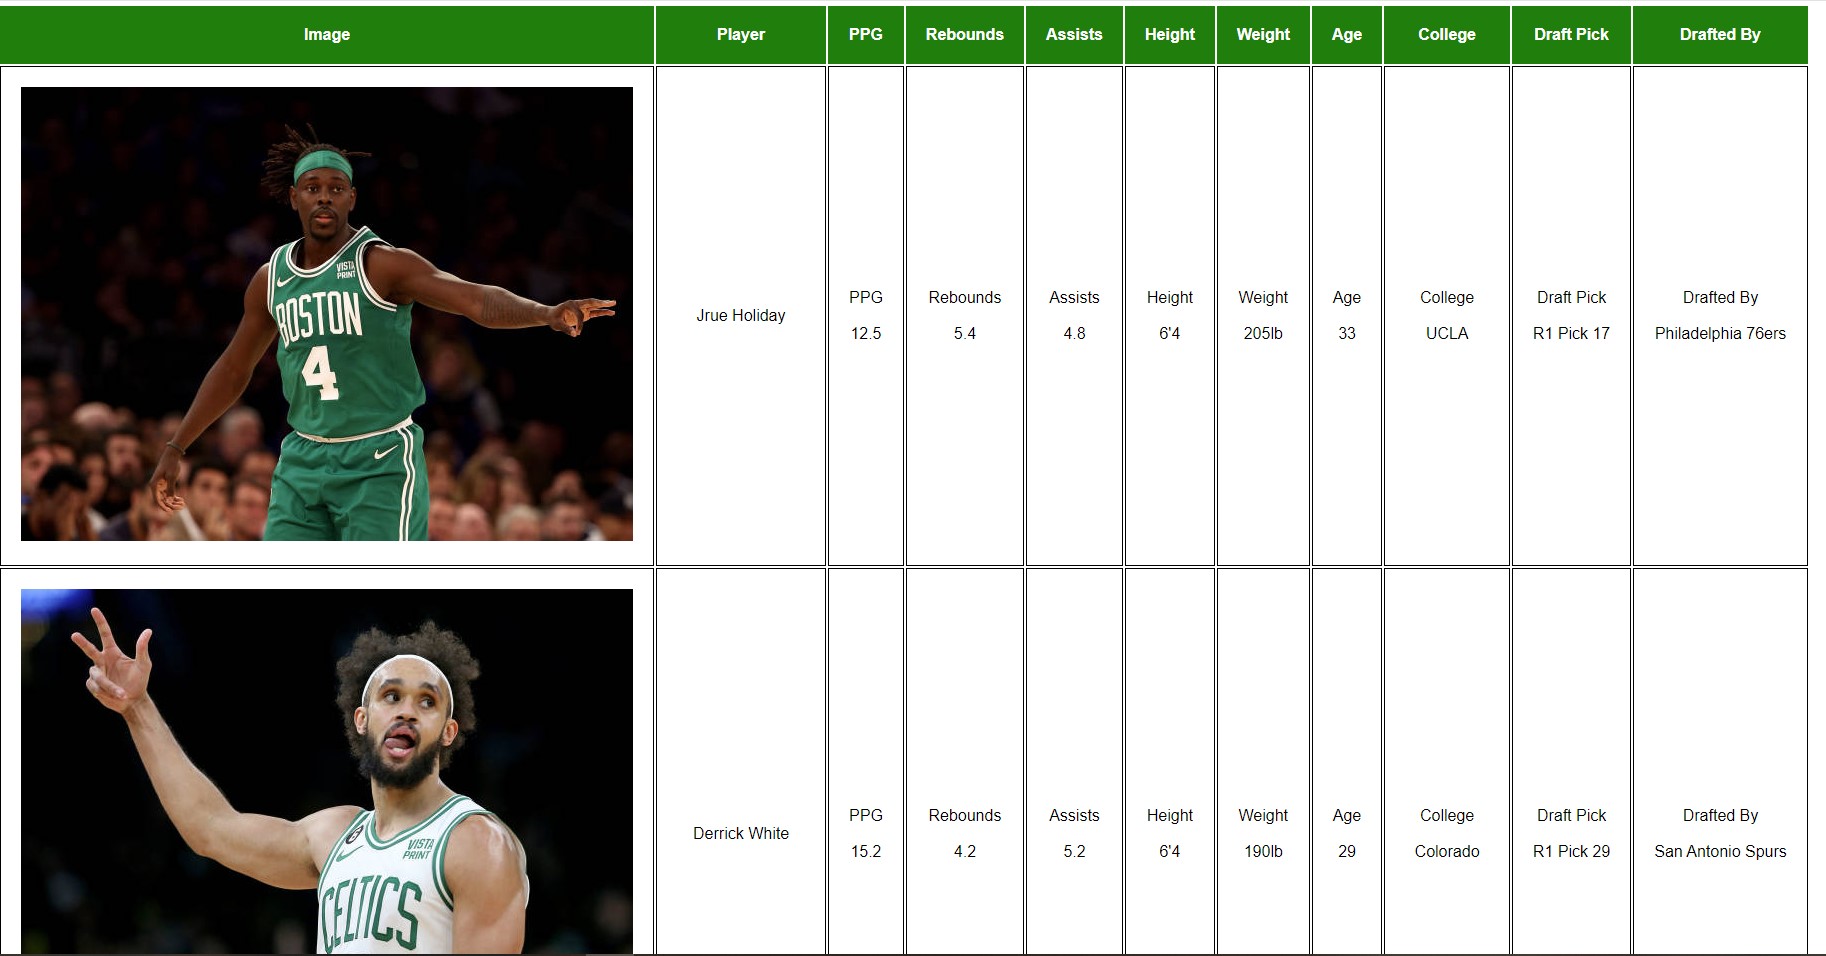 Image Player PPG Rebounds Assists Height Weight Age College Draft Pick Drafted By
VISTA
PRINT
BOSTON
4
Jrue Holiday
PPG Rebounds Assists Height Weight Age College Draft Pick Drafted By
12.5 5.4 4.8 6'4 205lb 33 UCLA R1 Pick 17 Philadelphia 76ers
VISTA
PRINT
CELTICS
Derrick White
PPG Rebounds Assists Height Weight Age College Draft Pick Drafted By
15.2 4.2 5.2 6'4 190lb 29 Colorado R1 Pick 29 San Antonio Spurs